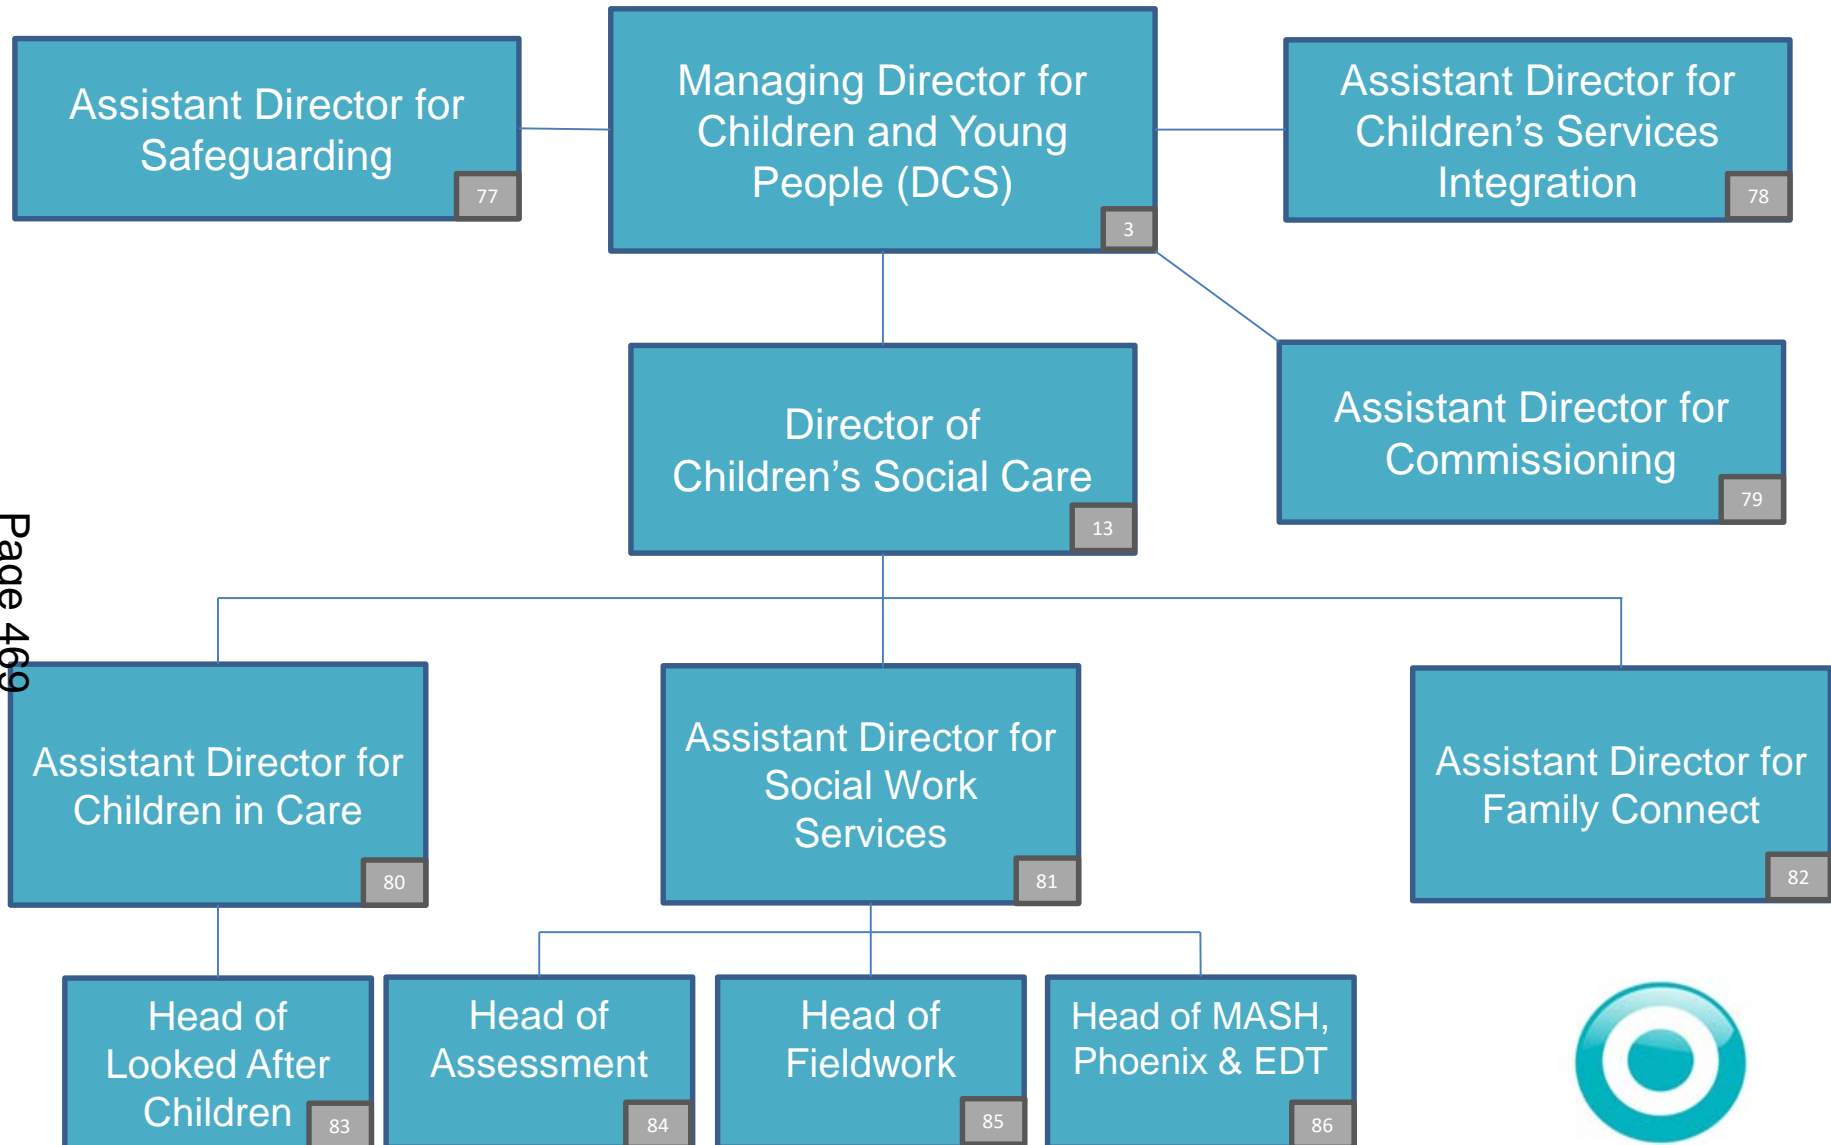 Assistant Director for
Safeguarding
77
Managing Director for
Children and Young
People (DCS)
3
Assistant Director for
Children’s Services
Integration
78
Director of
Children’s Social Care
13
Assistant Director for
Commissioning
79
Page 469
Assistant Director for
Children in Care
80
Assistant Director for
Social Work
Services
81
Assistant Director for
Family Connect
82
Head of
Looked After
Children
83
Head of
Assessment
84
Head of
Fieldwork
85
Head of MASH,
Phoenix & EDT
86